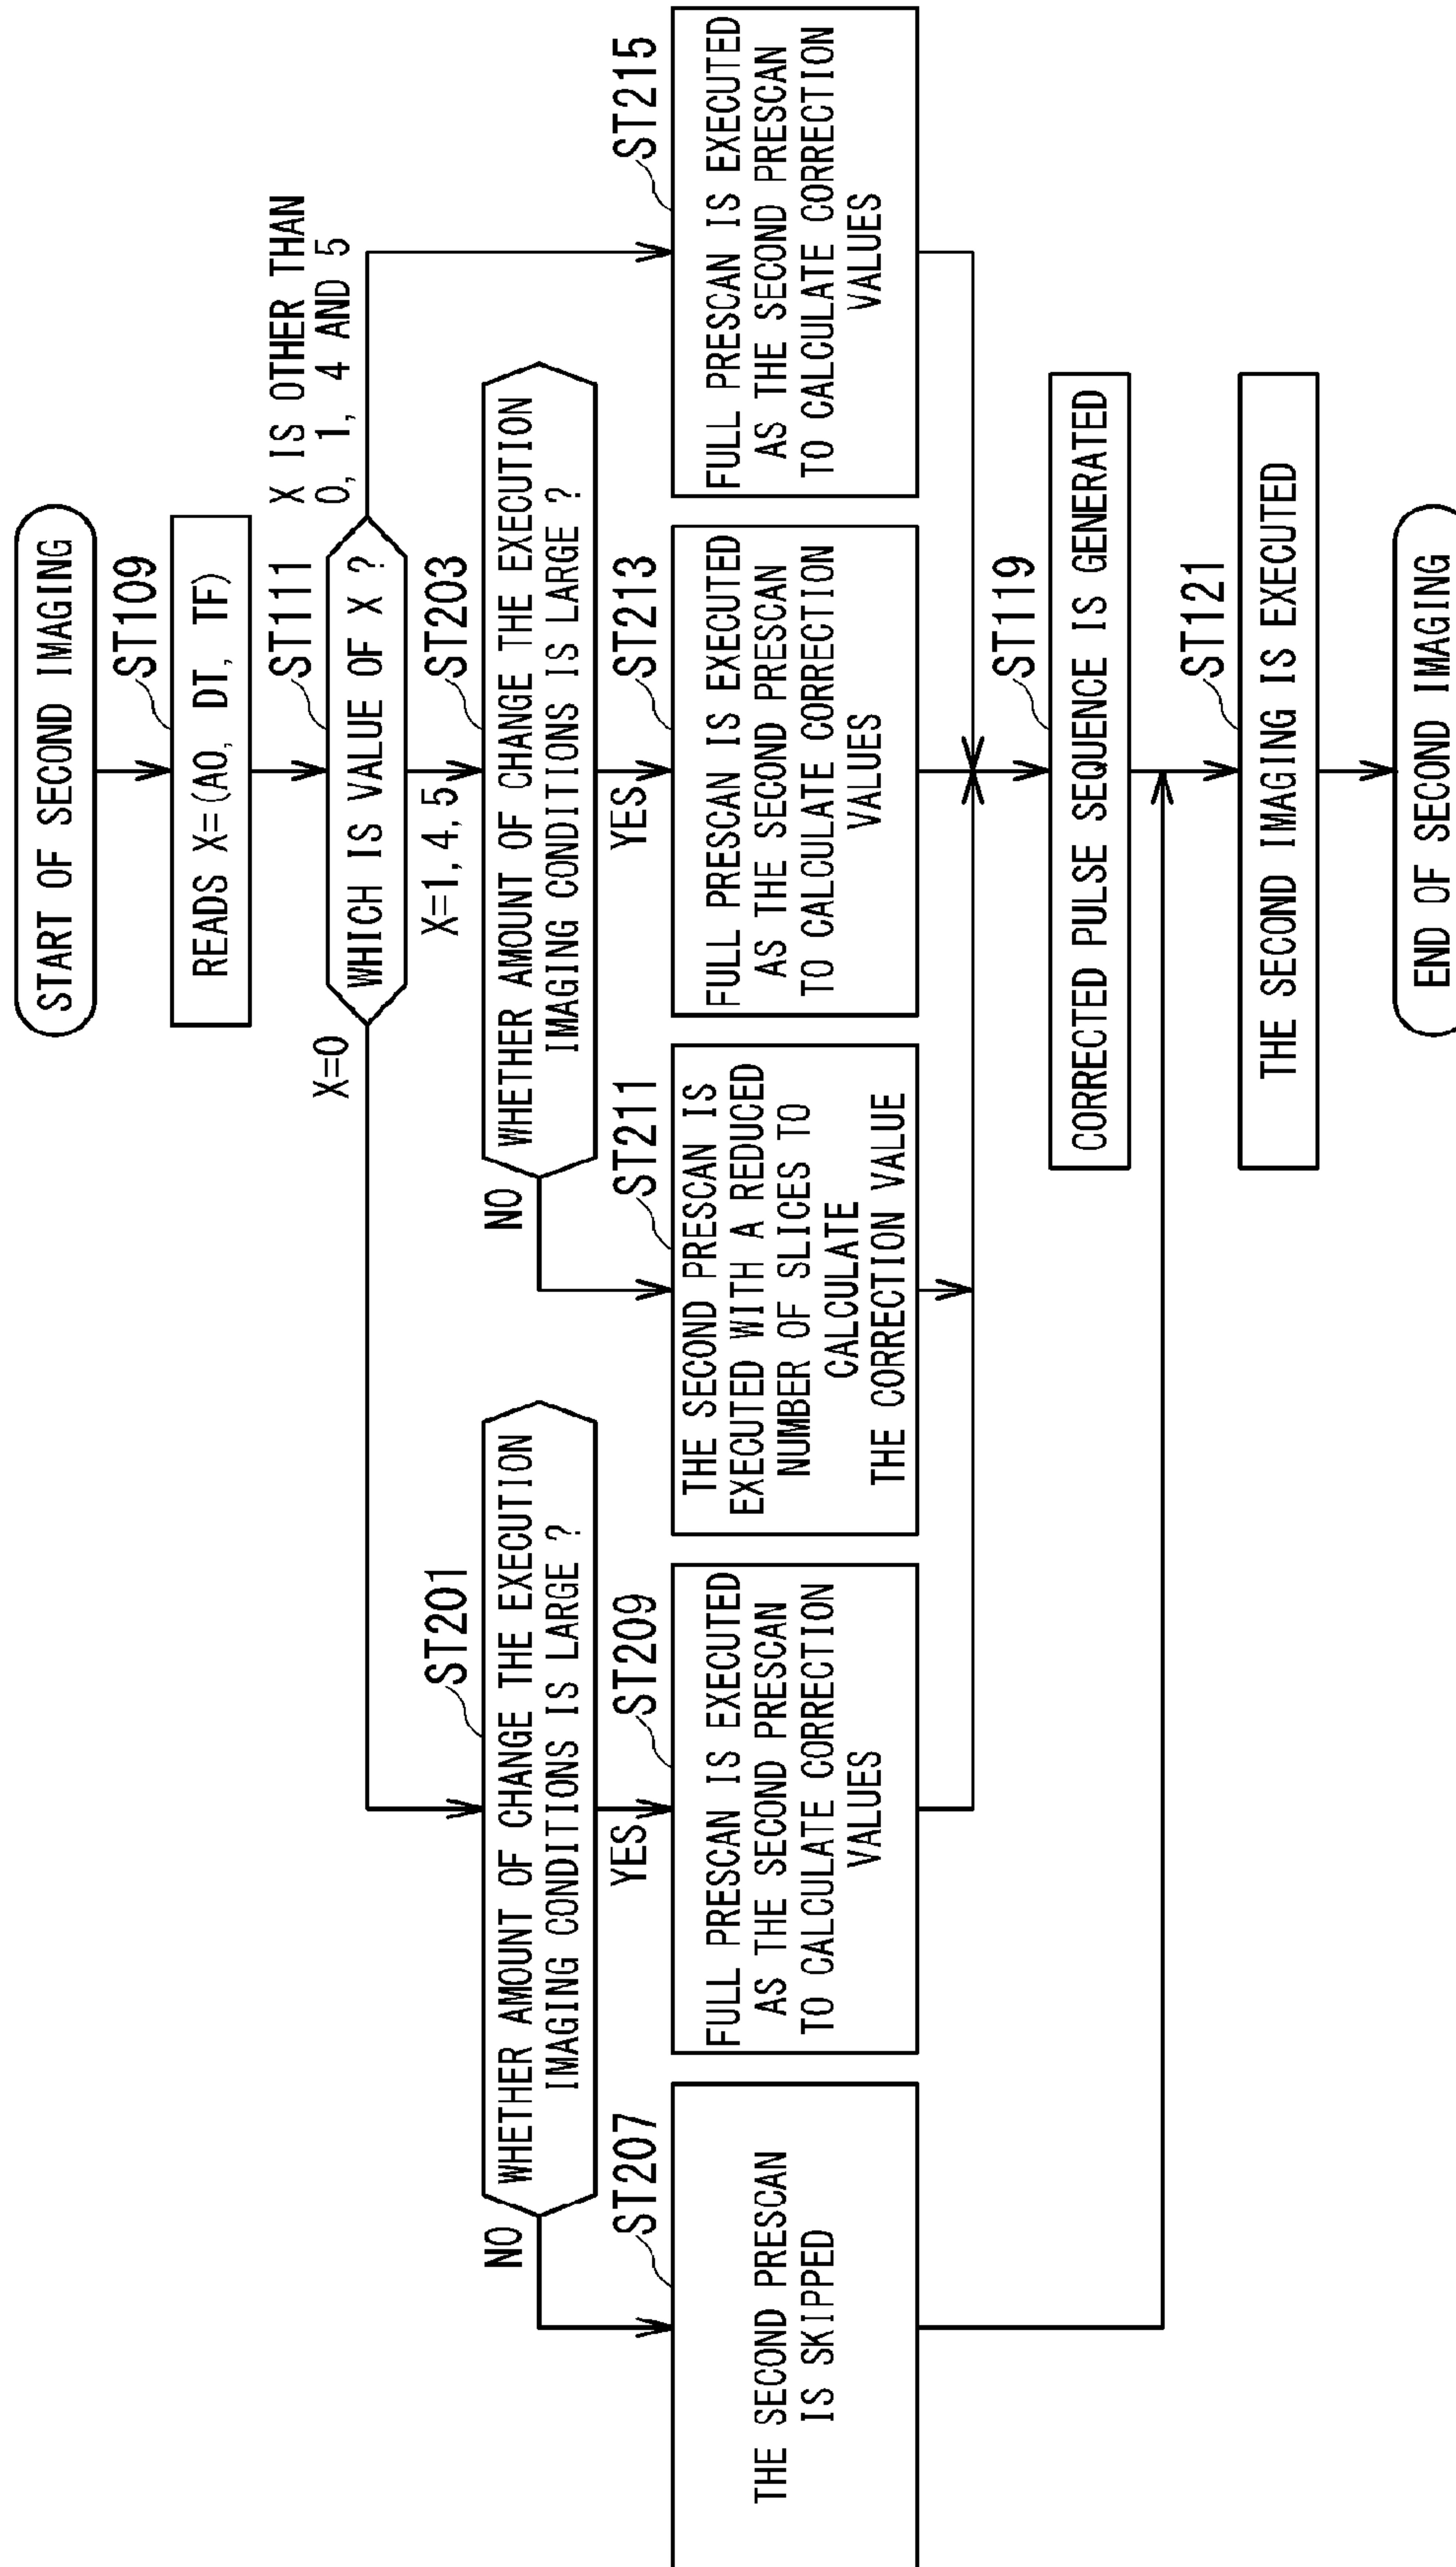 START OF SECOND IMAGING
ST109
READS X=(AO, DT, TF)
ST111
WHICH IS VALUE OF X ?
X=0
X IS OTHER THAN
0, 1, 4 AND 5
X=1, 4, 5
ST201
WHETHER AMOUNT OF CHANGE THE EXECUTION
IMAGING CONDITIONS IS LARGE ?
ST203
WHETHER AMOUNT OF CHANGE THE EXECUTION
IMAGING CONDITIONS IS LARGE ?
NO
YES
NO
YES
ST207
THE SECOND PRESCAN
IS SKIPPED
ST209
FULL PRESCAN IS EXECUTED
AS THE SECOND PRESCAN
TO CALCULATE CORRECTION
VALUES
ST211
THE SECOND PRESCAN IS
EXECUTED WITH A REDUCED
NUMBER OF SLICES TO
CALCULATE
THE CORRECTION VALUE
ST213
FULL PRESCAN IS EXECUTED
AS THE SECOND PRESCAN
TO CALCULATE CORRECTION
VALUES
ST215
FULL PRESCAN IS EXECUTED
AS THE SECOND PRESCAN
TO CALCULATE CORRECTION
VALUES
ST119
CORRECTED PULSE SEQUENCE IS GENERATED
ST121
THE SECOND IMAGING IS EXECUTED
END OF SECOND IMAGING